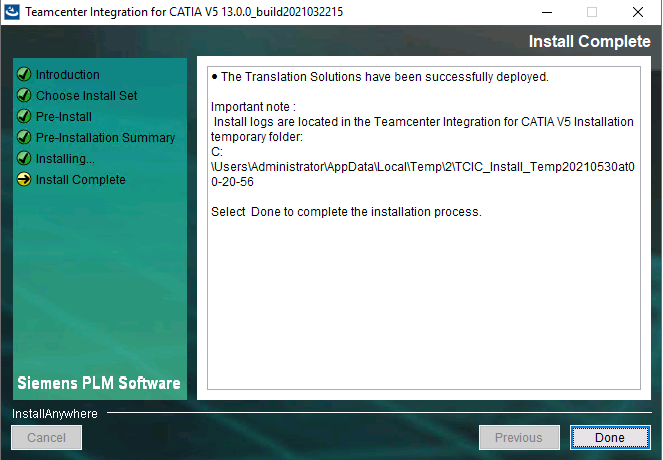 Teamcenter Integration for CATIA V5 13.0.0_build2021032215
Install Complete
Introduction
Choose Install Set
Pre-Install
Pre-Installation Summary
Installing...
Install Complete
● The Translation Solutions have been successfully deployed.
Important note :
Install logs are located in the Teamcenter Integration for CATIA V5 Installation
temporary folder:
C:
\Users\Administrator\AppData\Local\Temp\2\TCIC_Install_Temp20210530at0
0-20-56
Select Done to complete the installation process.
Siemens PLM Software
InstallAnywhere
Cancel
Previous
Done